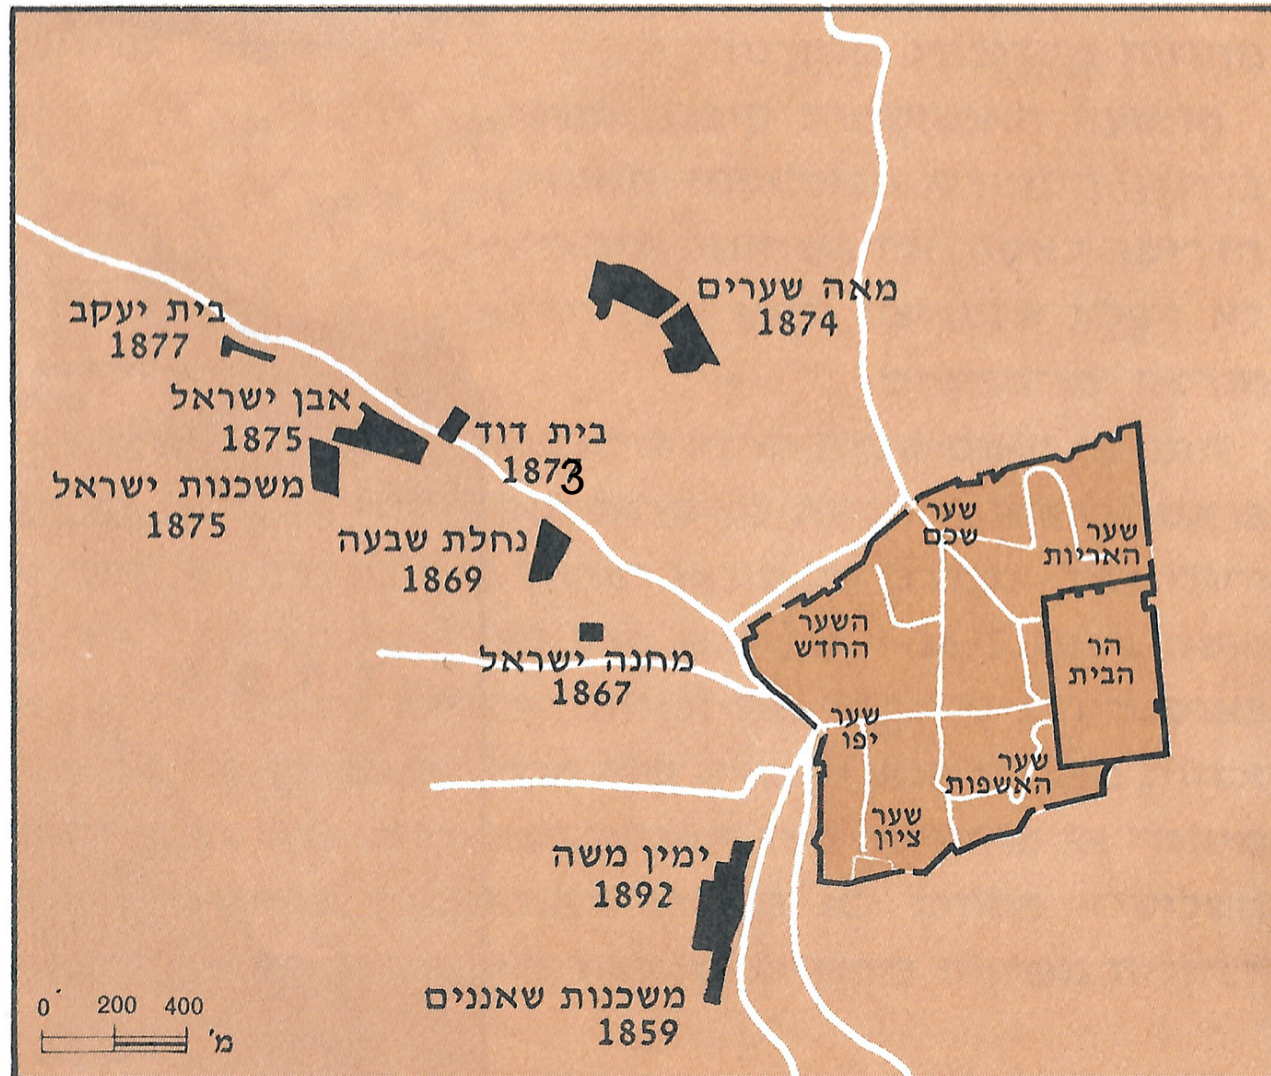 מאה שערים
1874
בית יעקב
1877
אבן ישראל
1875
בית דוד
1873
משכנות ישראל
1875
נחלת שבעה
1869
שער
שכם
שער
האריות
השער
החדש
הר
הבית
מחנה ישראל
1867
שער
יפו
שער
האשפות
שער
ציון
ימין משה
1892
משכנות שאננים
1859
0 200 400
מ'